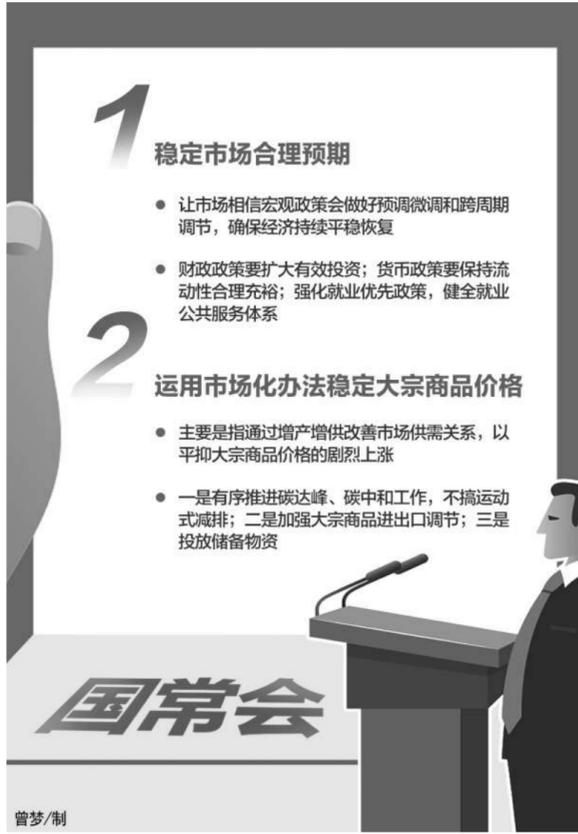 1
稳定市场合理预期
● 让市场相信宏观政策会做好预调微调和跨周期
调节，确保经济持续平稳恢复
● 财政政策要扩大有效投资；货币政策要保持流
动性合理充裕；强化就业优先政策，健全就业
公共服务体系
2
运用市场化办法稳定大宗商品价格
● 主要是指通过增产增供改善市场供需关系，以
平抑大宗商品价格的剧烈上涨
● 一是有序推进碳达峰、碳中和工作，不搞运动
式减排；二是加强大宗商品进出口调节；三是
投放储备物资
国常会
曾梦/制